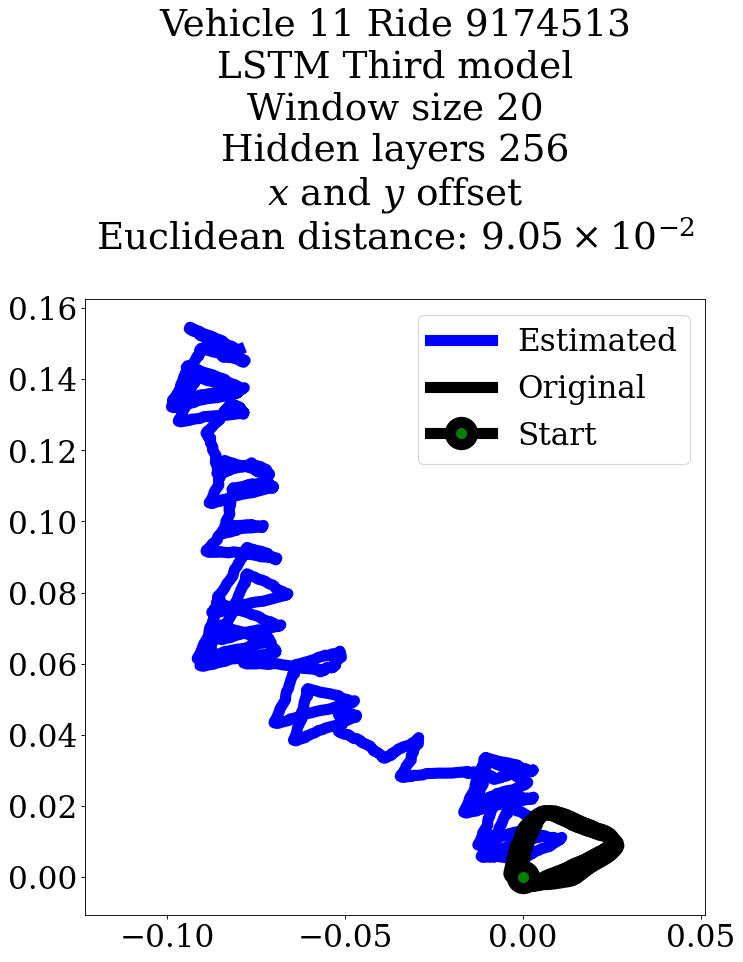 Vehicle 11 Ride 9174513
LSTM Third model
Window size 20
Hidden layers 256
x and y offset
Euclidean distance: 9.05 × 10⁻²
0.16
0.14
0.12
0.10
0.08
0.06
0.04
0.02
0.00
Estimated
Original
Start
−0.10
−0.05
0.00
0.05